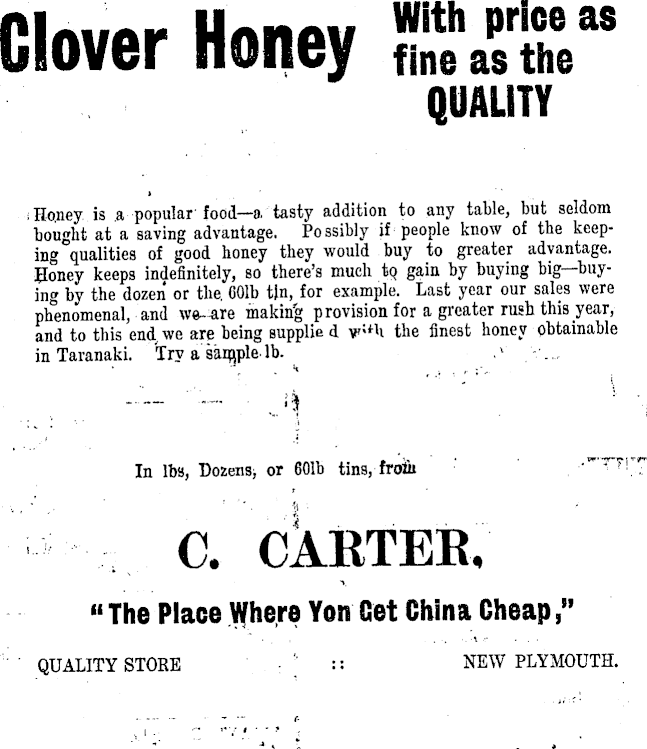 Clover Honey
With price as
fine as the
QUALITY
Honey is a popular food—a tasty addition to any table, but seldom
bought at a saving advantage. Possibly if people know of the keep-
ing qualities of good honey they would buy to greater advantage.
Honey keeps indefinitely, so there's much to gain by buying big—buy-
ing by the dozen or the 60lb tin, for example. Last year our sales were
phenomenal, and we are making provision for a greater rush this year,
and to this end we are being supplied with the finest honey obtainable
in Taranaki. Try a sample lb.
In lbs, Dozens, or 60lb tins, from
C. CARTER,
"The Place Where Yon Get China Cheap,"
QUALITY STORE :: NEW PLYMOUTH.